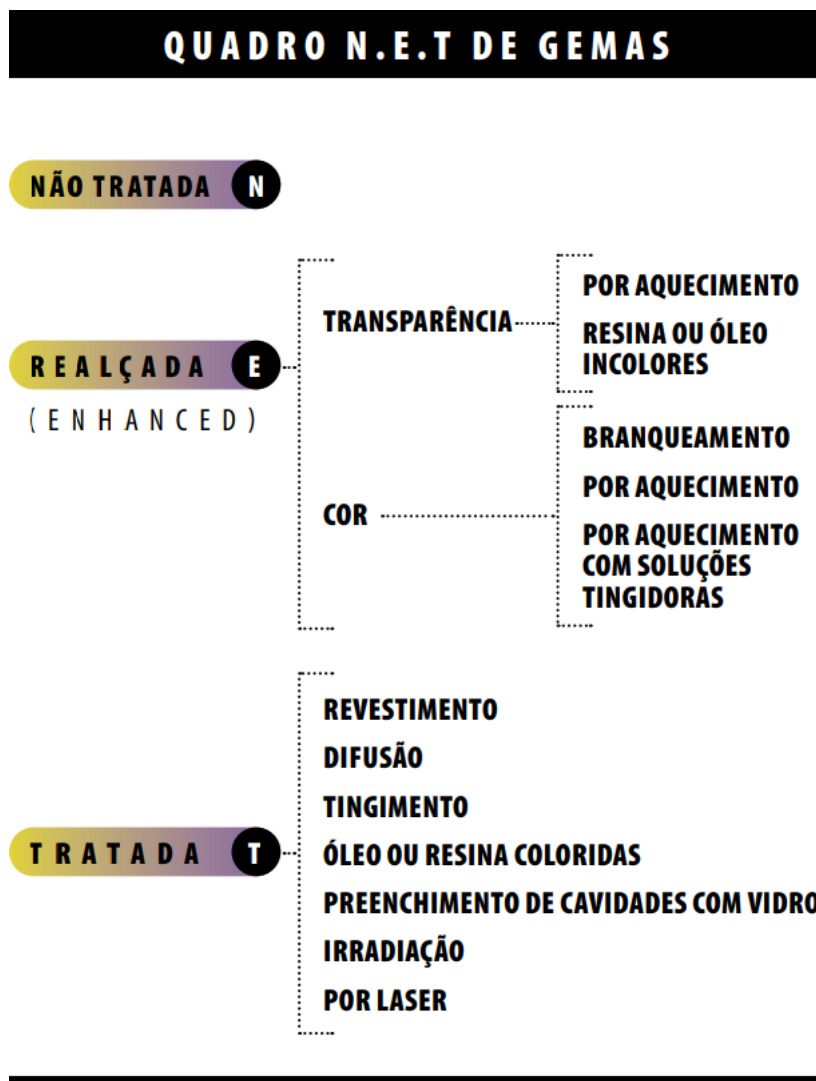 QUADRO N.E.T DE GEMAS
NÃO TRATADA N
REALÇADA E
(ENHANCED)
TRANSPARÊNCIA
POR AQUECIMENTO
RESINA OU ÓLEO
INCOLORES
COR
BRANQUEAMENTO
POR AQUECIMENTO
POR AQUECIMENTO
COM SOLUÇÕES
TINGIDORAS
TRATADA T
REVESTIMENTO
DIFUSÃO
TINGIMENTO
ÓLEO OU RESINA COLORIDAS
PREENCHIMENTO DE CAVIDADES COM VIDRO
IRRADIAÇÃO
POR LASER